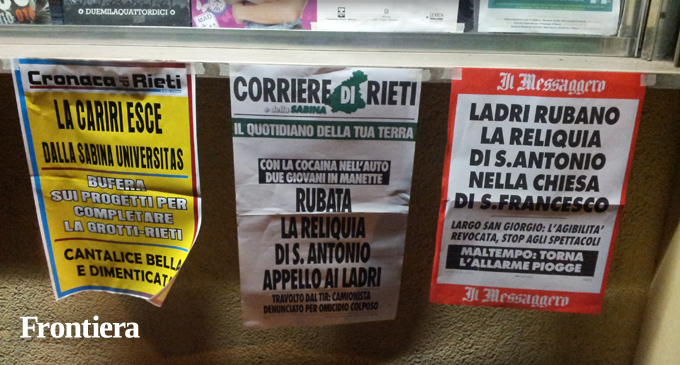 DUEMILAQUATTORDICI
Cronaca di Rieti
LA CARIRI ESCE
DALLA SABINA UNIVERSITAS
BUFERA
SUI PROGETTI PER
COMPLETARE
LA GROTTI-RIETI
CANTALICE BELLA
E DIMENTICATA
CORRIERE DI RIETI
e della SABINA
IL QUOTIDIANO DELLA TUA TERRA
CON LA COCAINA NELL'AUTO
DUE GIOVANI IN MANETTE
RUBATA
LA RELIQUIA
DI S. ANTONIO
APPELLO AI LADRI
TRAVOLTO DAL TIR: CAMIONISTA
DENUNCIATO PER OMICIDIO COLPOSO
Il Messaggero
LADRI RUBANO
LA RELIQUIA
DI S.ANTONIO
NELLA CHIESA
DI S.FRANCESCO
LARGO SAN GIORGIO: L'AGIBILITA'
REVOCATA, STOP AGLI SPETTACOLI
MALTEMPO: TORNA
L'ALLARME PIOGGE
Il Messaggero
Frontiera